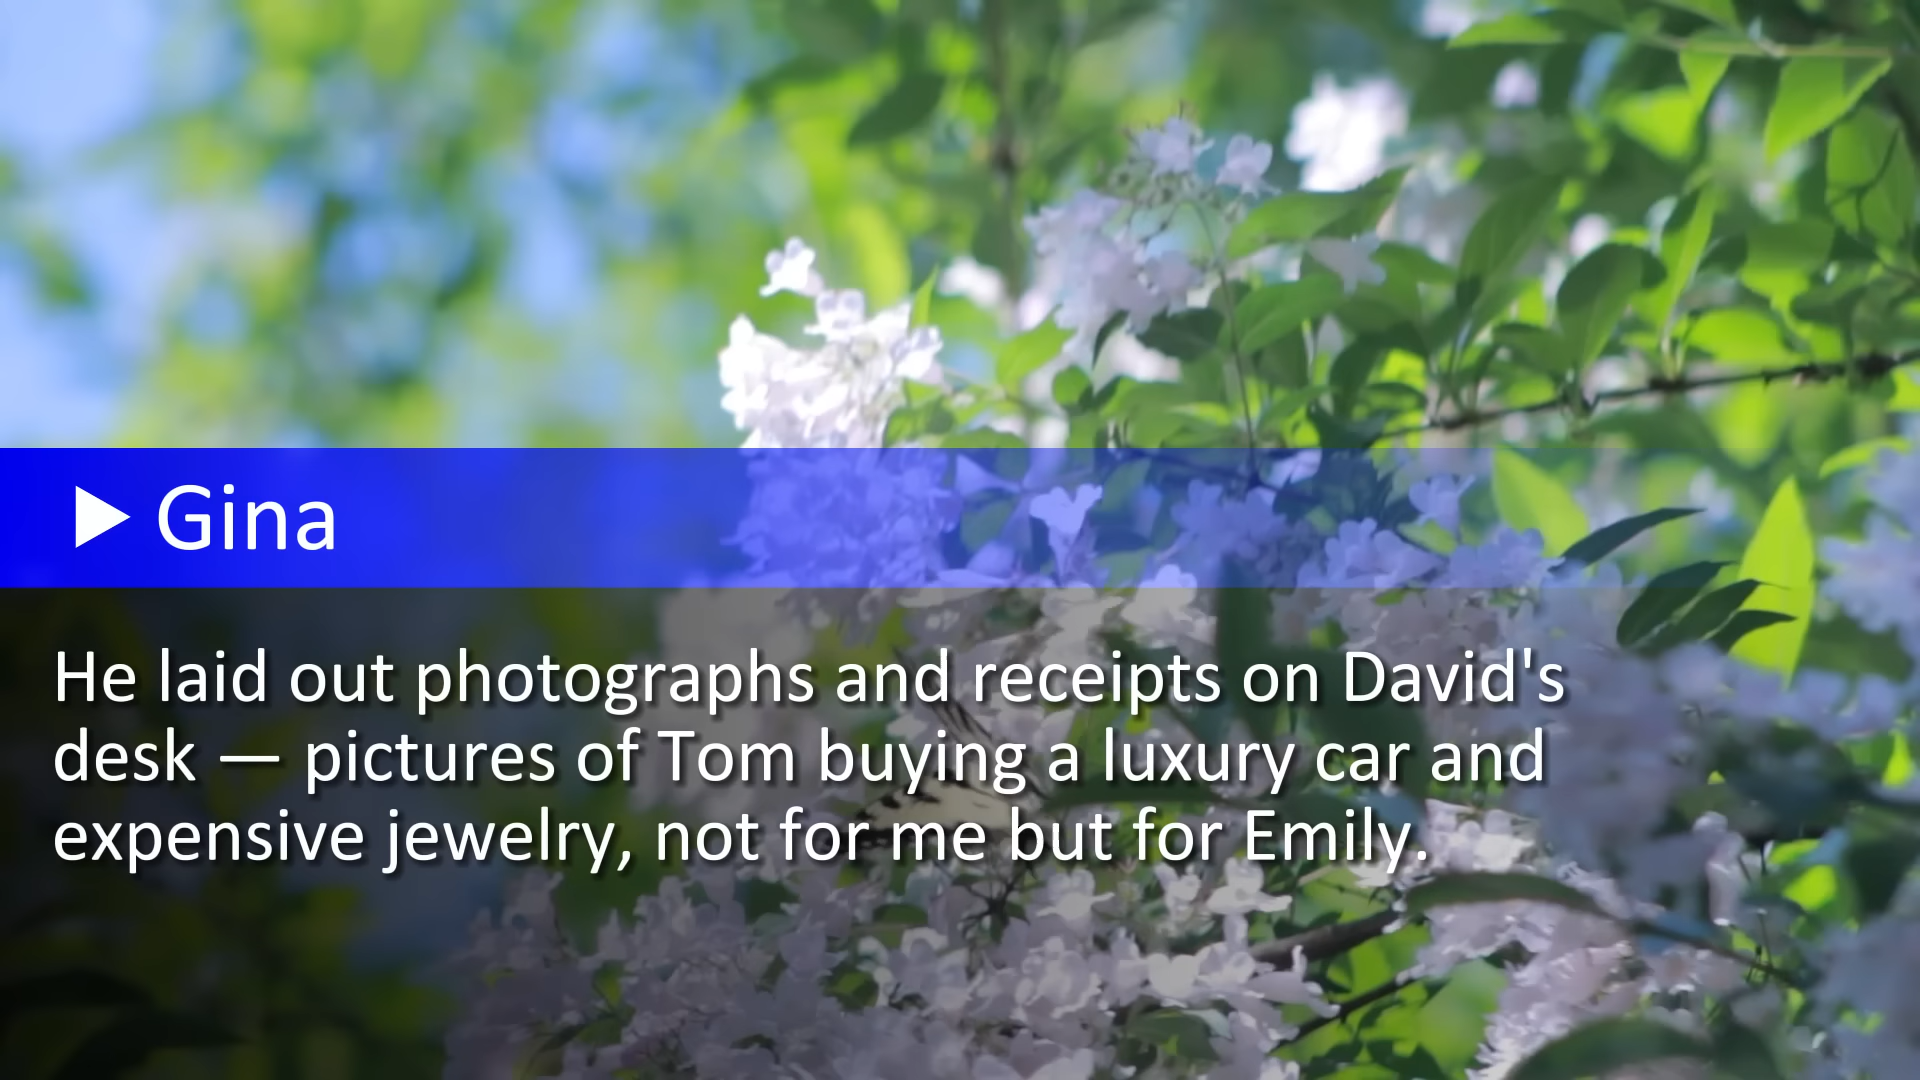 Gina
He laid out photographs and receipts on David's
desk — pictures of Tom buying a luxury car and
expensive jewelry, not for me but for Emily.